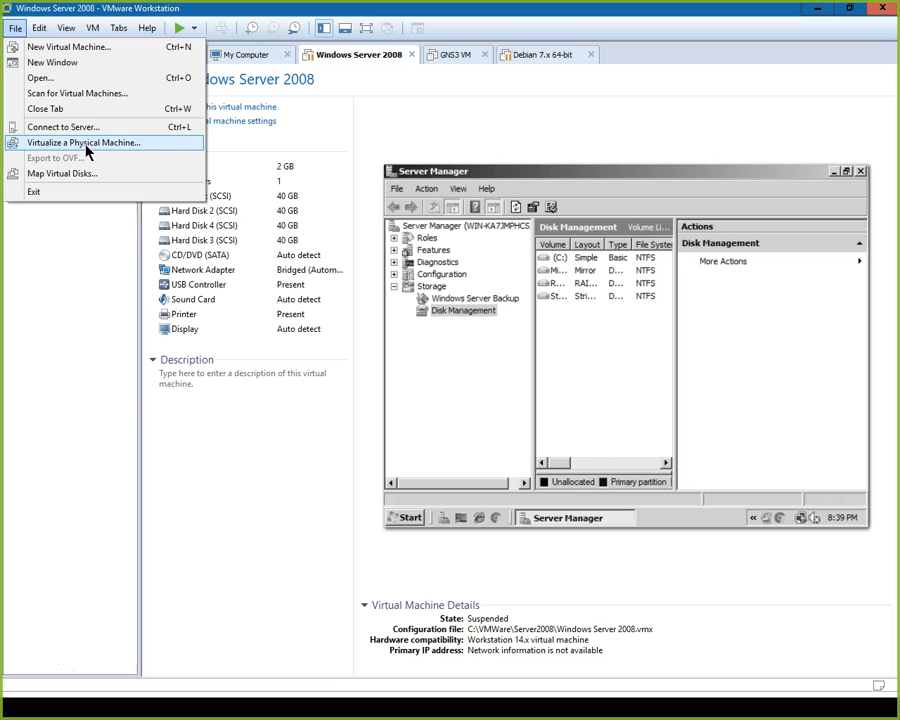 Windows Server 2008 - VMware Workstation
File Edit View VM Tabs Help
New Virtual Machine... Ctrl+N
New Window
Open... Ctrl+O
Scan for Virtual Machines...
Close Tab Ctrl+W
Connect to Server... Ctrl+L
Virtualize a Physical Machine...
Export to OVF...
Map Virtual Disks...
Exit
My Computer
Windows Server 2008
GNS3 VM
Debian 7.x 64-bit
dows Server 2008
his virtual machine
al machine settings
2 GB
rs 1
(SCSI) 40 GB
Hard Disk 2 (SCSI) 40 GB
Hard Disk 4 (SCSI) 40 GB
Hard Disk 3 (SCSI) 40 GB
CD/DVD (SATA) Auto detect
Network Adapter Bridged (Autom...
USB Controller Present
Sound Card Auto detect
Printer Present
Display Auto detect
Description
Type here to enter a description of this virtual
machine.
Server Manager
File Action View Help
Server Manager (WIN-KA7JMPHCS
Roles
Features
Diagnostics
Configuration
Storage
Windows Server Backup
Disk Management
Disk Management Volume Li...
Volume Layout Type File System
(C:) Simple Basic NTFS
Mi... Mirror D... NTFS
R... RAI... D... NTFS
St... Stri... D... NTFS
Unallocated Primary partition
Actions
Disk Management
More Actions
Start Server Manager 8:39 PM
Virtual Machine Details
State: Suspended
Configuration file: C:\VMWare\Server2008\Windows Server 2008.vmx
Hardware compatibility: Workstation 14.x virtual machine
Primary IP address: Network information is not available